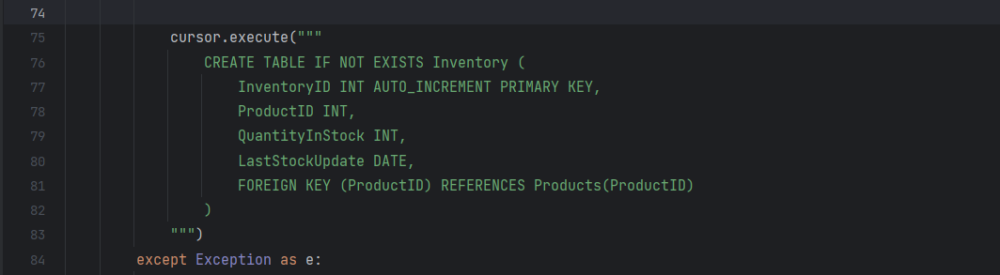 74
75 cursor.execute("""
76 CREATE TABLE IF NOT EXISTS Inventory (
77 InventoryID INT AUTO_INCREMENT PRIMARY KEY,
78 ProductID INT,
79 QuantityInStock INT,
80 LastStockUpdate DATE,
81 FOREIGN KEY (ProductID) REFERENCES Products(ProductID)
82 )
83 """)
84 except Exception as e: